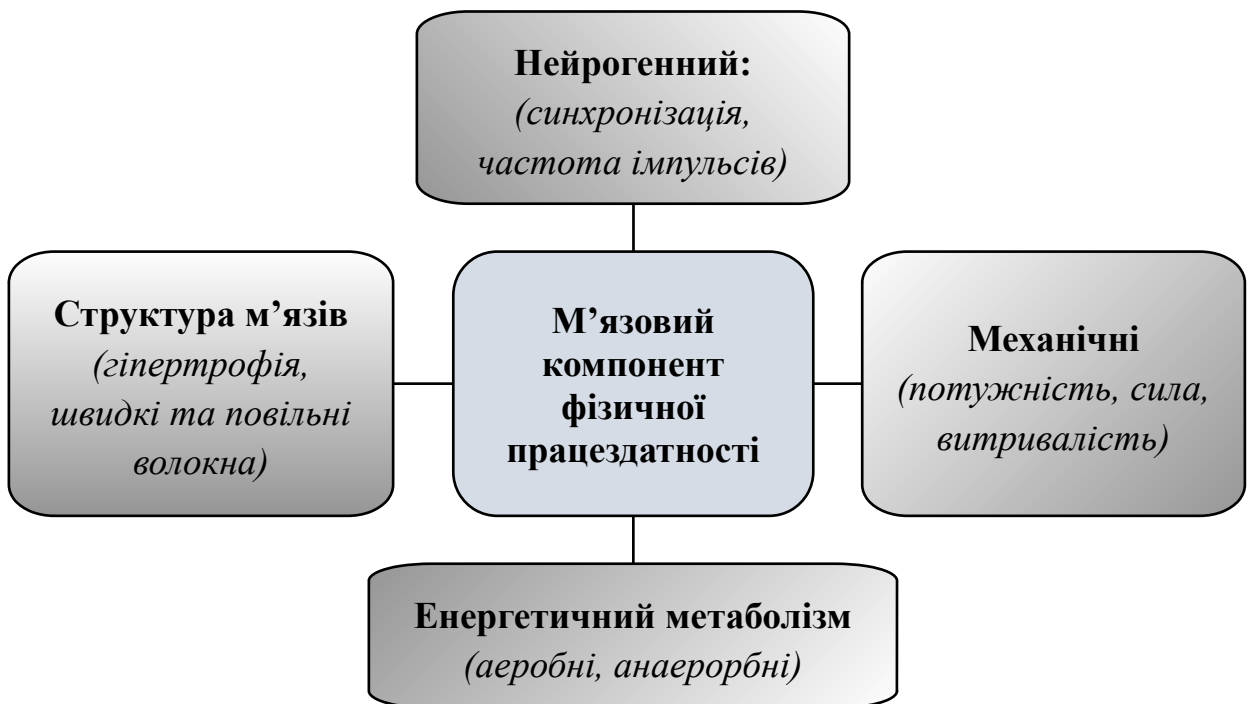 Нейрогенний:
(синхронізація,
частота імпульсів)
Структура м’язів
(гіпертрофія,
швидкі та повільні
волокна)
М’язовий
компонент
фізичної
працездатності
Механічні
(потужність, сила,
витривалість)
Енергетичний метаболізм
(аеробні, анаерорбні)